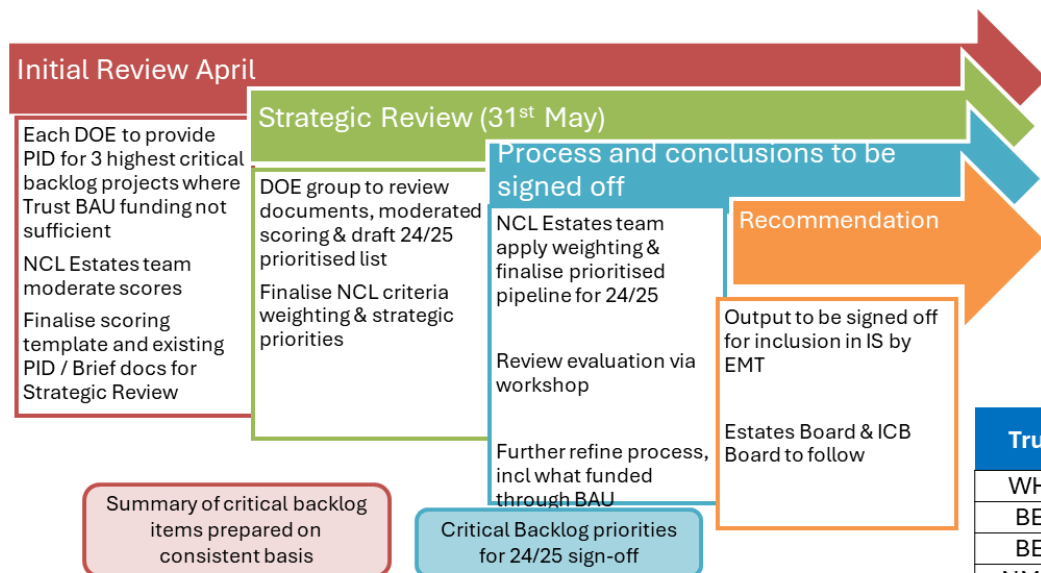 Initial Review April
Each DOE to provide
PID for 3 highest critical
backlog projects where
Trust BAU funding not
sufficient
NCL Estates team
moderate scores
Finalise scoring
template and existing
PID / Brief docs for
Strategic Review
Strategic Review (31st May)
DOE group to review
documents, moderated
scoring & draft 24/25
prioritised list
Finalise NCL criteria
weighting & strategic
priorities
Process and conclusions to be
signed off
NCL Estates team
apply weighting &
finalise prioritised
pipeline for 24/25
Review evaluation via
workshop
Further refine process,
incl what funded
through BAU
Recommendation
Output to be signed off
for inclusion in IS by
EMT
Estates Board & ICB
Board to follow
Summary of critical backlog
items prepared on
consistent basis
Critical Backlog priorities
for 24/25 sign-off